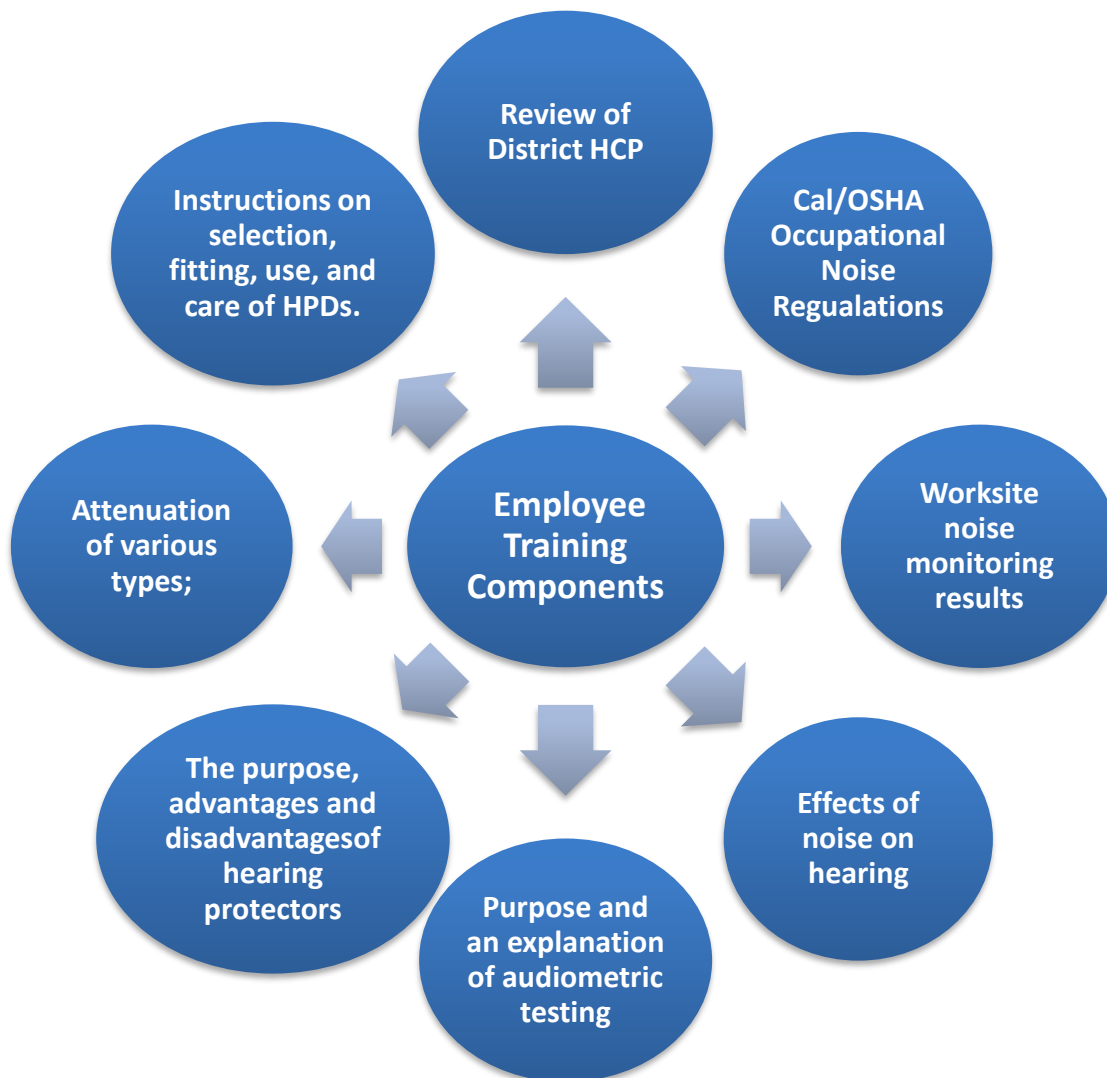 Review of
District HCP
Cal/OSHA
Occupational
Noise
Regualations
Worksite
noise
monitoring
results
Effects of
noise on
hearing
Purpose and
an explanation
of audiometric
testing
The purpose,
advantages and
disadvantagesof
hearing
protectors
Attenuation
of various
types;
Instructions on
selection,
fitting, use, and
care of HPDs.
Employee
Training
Components